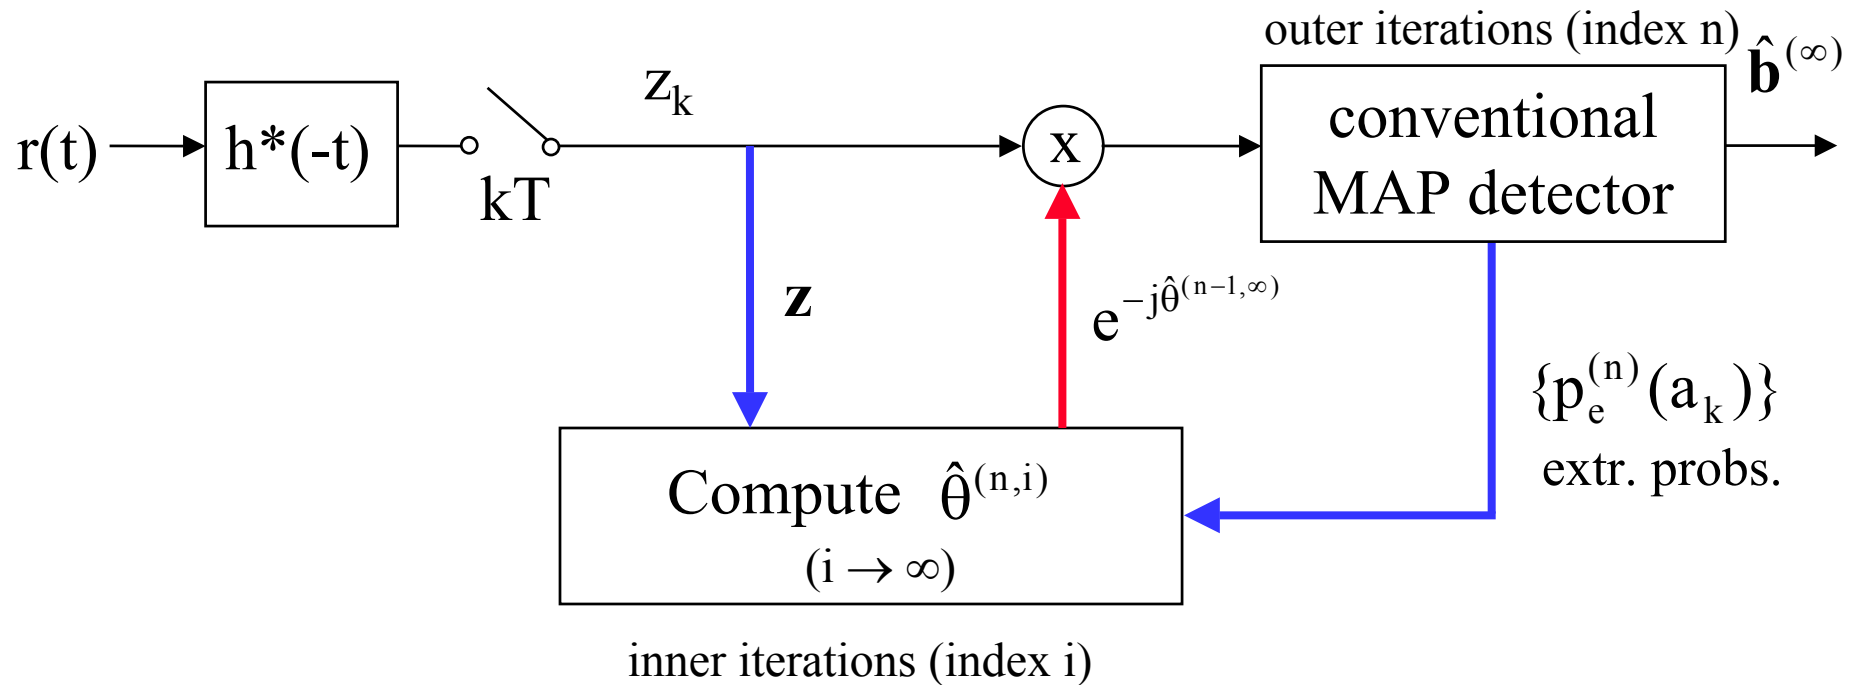 outer iterations (index n)
b̂^(∞)
r(t)
h*(-t)
kT
z_k
x
conventional
MAP detector
z
e^{-jθ̂^{(n-1,∞)}}
{p_e^(n)(a_k)}
extr. probs.
Compute θ̂^(n,i)
(i → ∞)
inner iterations (index i)